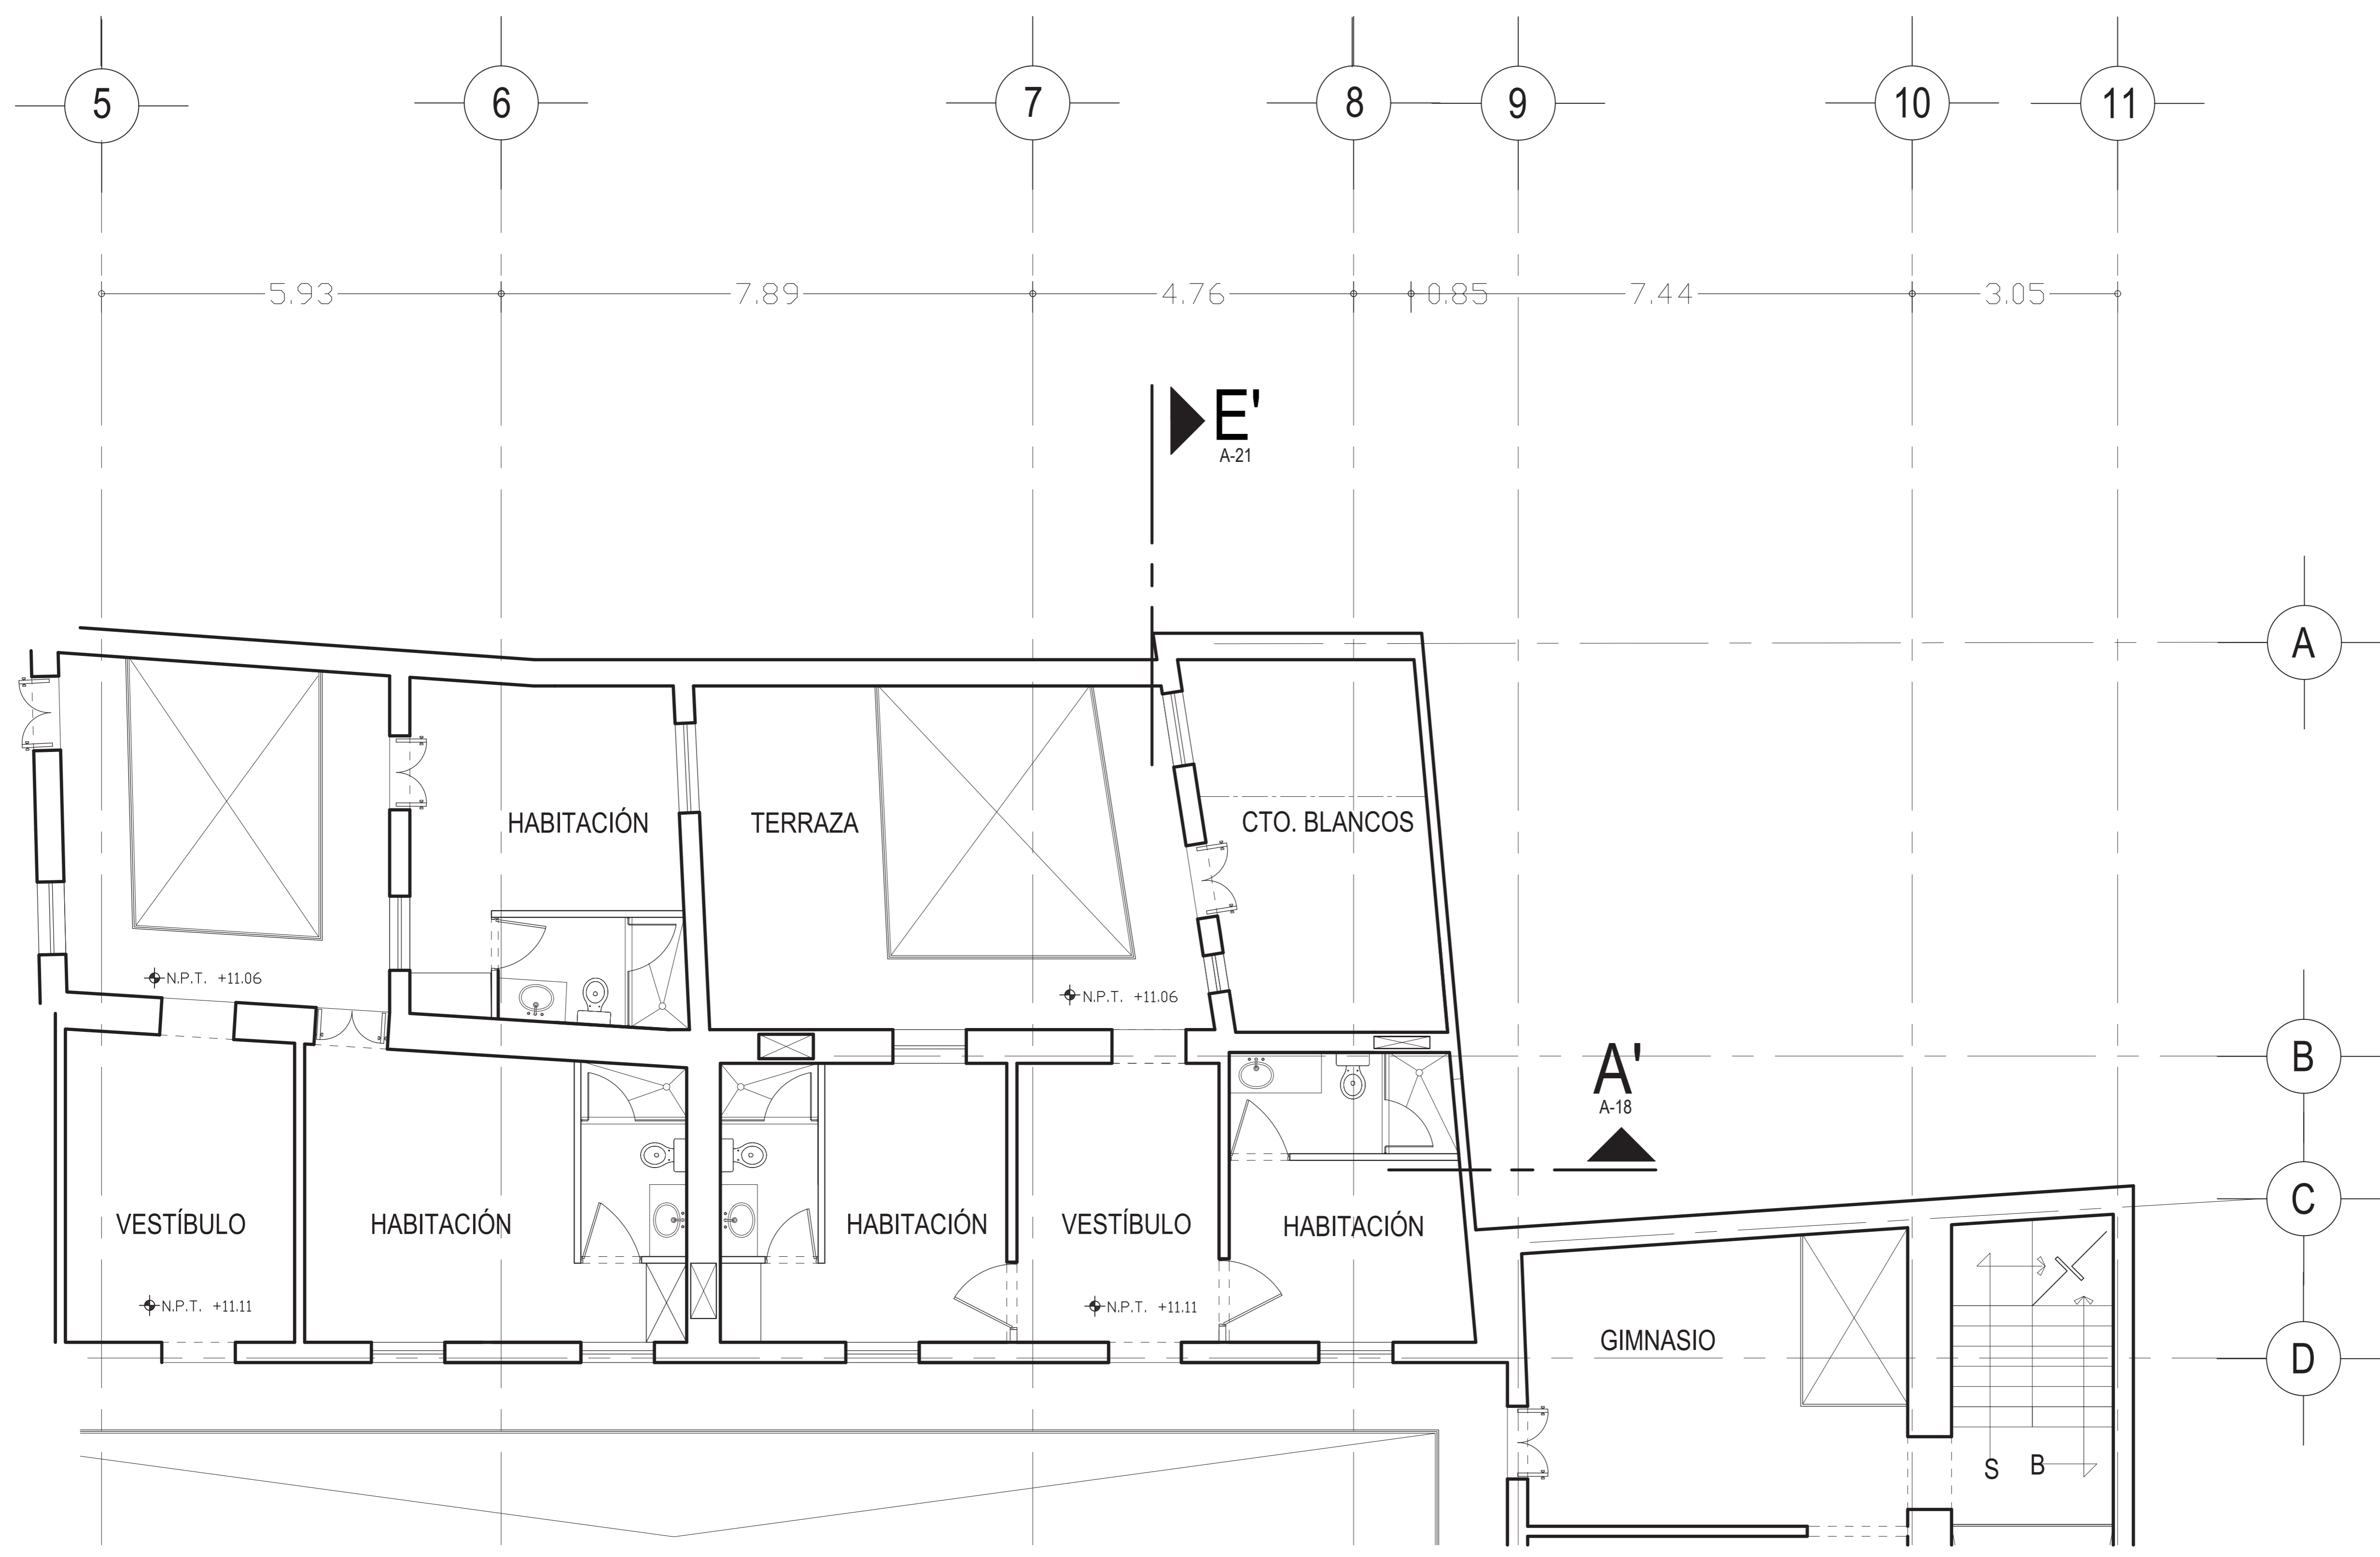 5 6 7 8 9 10 11
5.93 7.89 4.76 0.85 7.44 3.05
E'
A-21
A
HABITACIÓN TERRAZA CTO. BLANCOS
N.P.T. +11.06
N.P.T. +11.06
B
A'
A-18
C
VESTÍBULO HABITACIÓN HABITACIÓN VESTÍBULO HABITACIÓN
N.P.T. +11.11
N.P.T. +11.11
GIMNASIO
D
S B